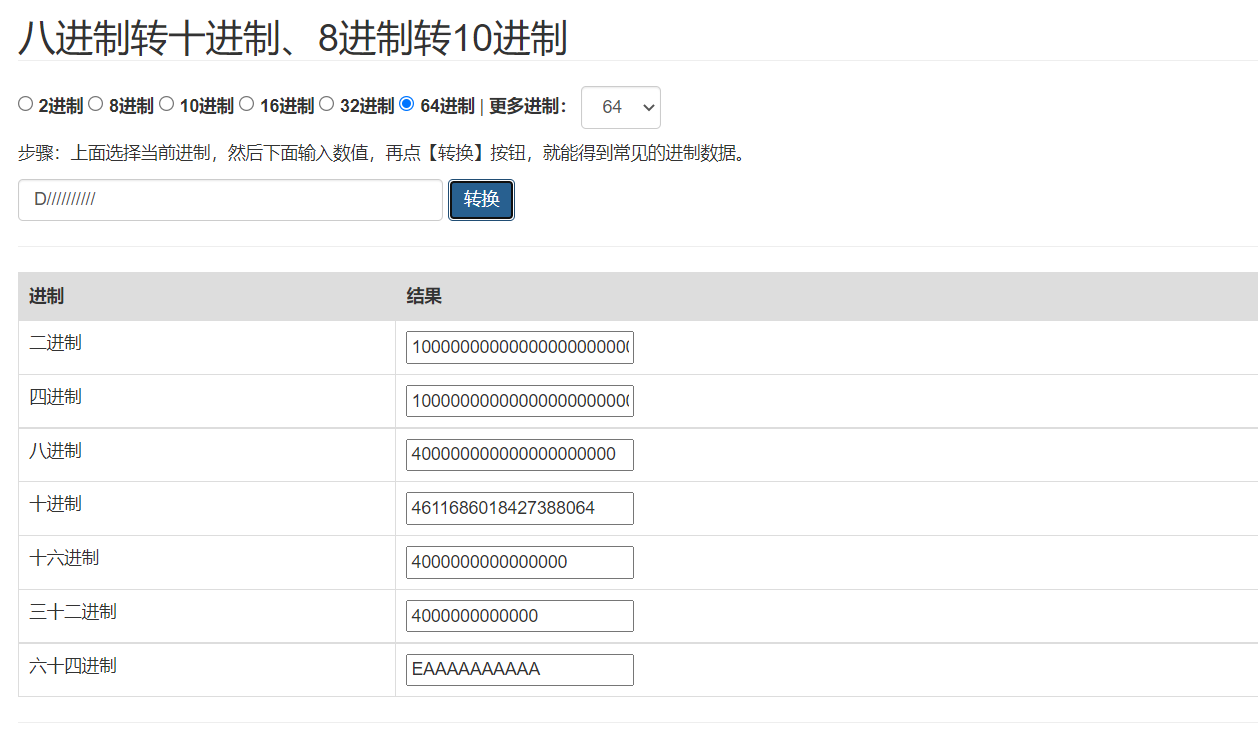 八进制转十进制、8进制转10进制
2进制 8进制 10进制 16进制 32进制 64进制 | 更多进制： 64
步骤：上面选择当前进制，然后下面输入数值，再点【转换】按钮，就能得到常见的进制数据。
D////////// 转换
进制 结果
二进制 10000000000000000000000
四进制 10000000000000000000000
八进制 400000000000000000000
十进制 4611686018427388064
十六进制 4000000000000000
三十二进制 4000000000000
六十四进制 EAAAAAAAAAA